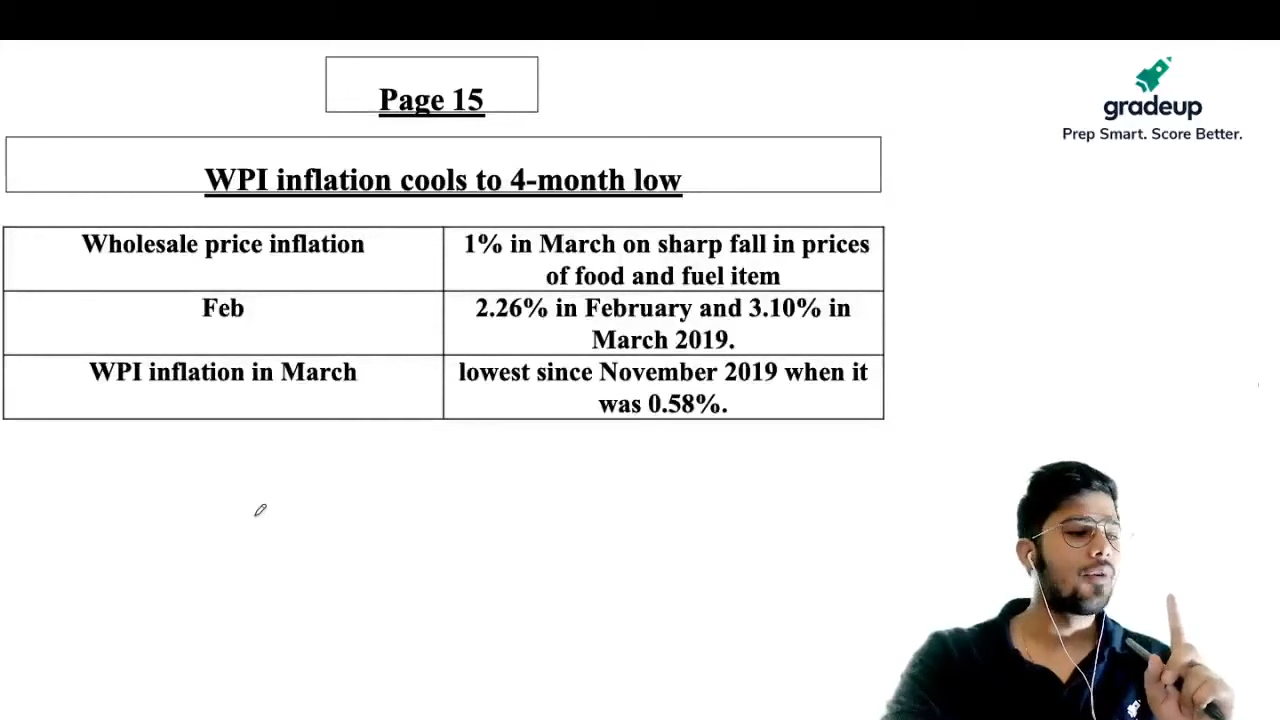 Page 15
gradeup
Prep Smart. Score Better.
WPI inflation cools to 4-month low
Wholesale price inflation
1% in March on sharp fall in prices
of food and fuel item
Feb
2.26% in February and 3.10% in
March 2019.
WPI inflation in March
lowest since November 2019 when it
was 0.58%.